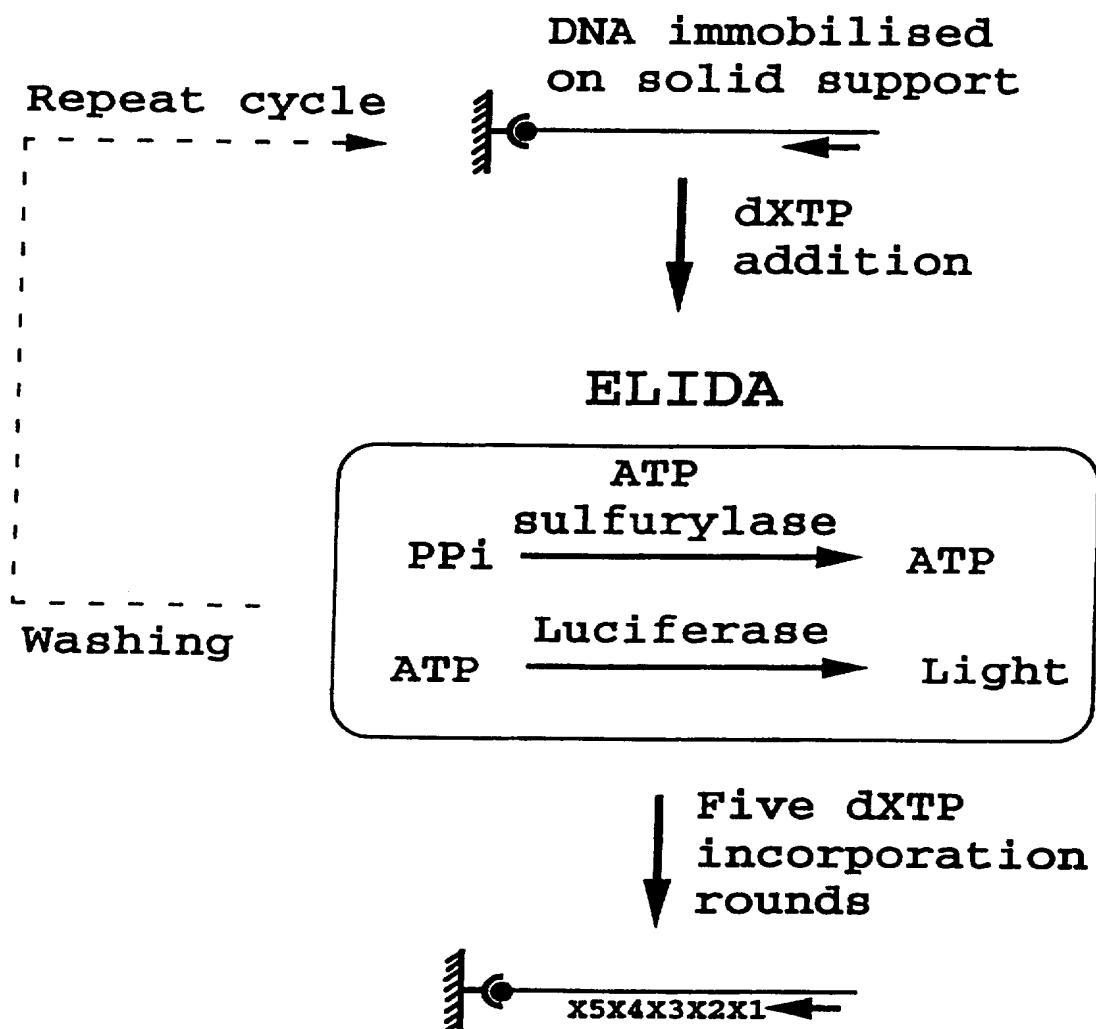 DNA immobilised
on solid support
Repeat cycle
dXTP
addition
ELIDA
ATP
sulfurylase
PPi
ATP
Washing
Luciferase
ATP
Light
Five dXTP
incorporation
rounds
X5X4X3X2X1